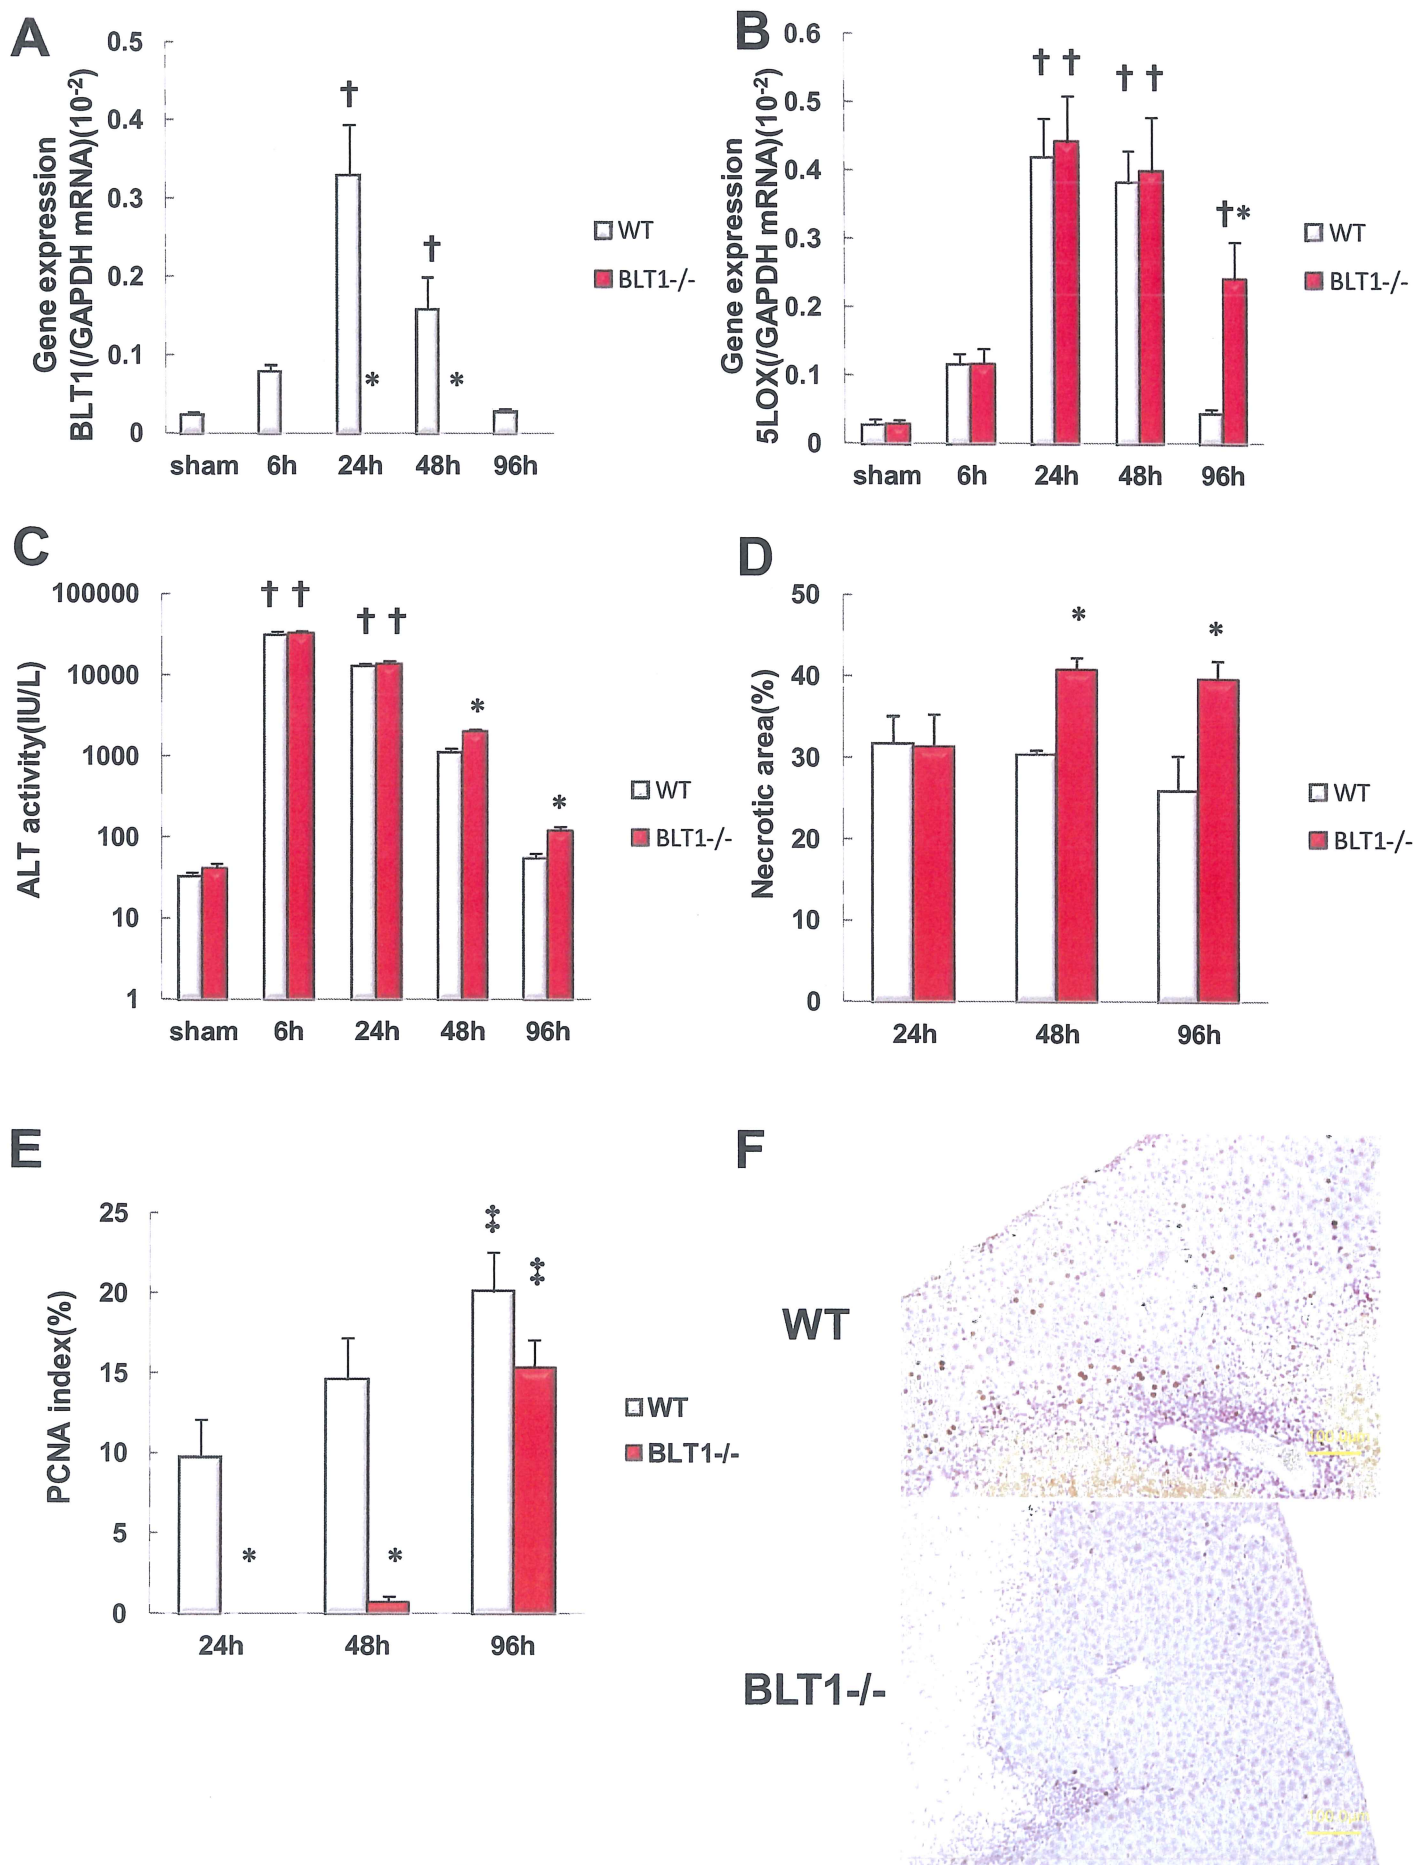 A
Gene expression
BLT1(/GAPDH mRNA)(10-2)
0.5
0.4
0.3
0.2
0.1
0
†
†
*
*
sham 6h 24h 48h 96h
WT
BLT1-/-
B
Gene expression
5LOX(/GAPDH mRNA)(10-2)
0.6
0.5
0.4
0.3
0.2
0.1
0
† †
† †
†*
sham 6h 24h 48h 96h
WT
BLT1-/-
C
ALT activity(IU/L)
100000
10000
1000
100
10
1
† †
† †
*
*
sham 6h 24h 48h 96h
WT
BLT1-/-
D
Necrotic area(%)
50
40
30
20
10
0
*
*
24h 48h 96h
WT
BLT1-/-
E
PCNA index(%)
25
20
15
10
5
0
*
*
‡
‡
24h 48h 96h
WT
BLT1-/-
F
WT
100.0μm
BLT1-/-
100.0μm